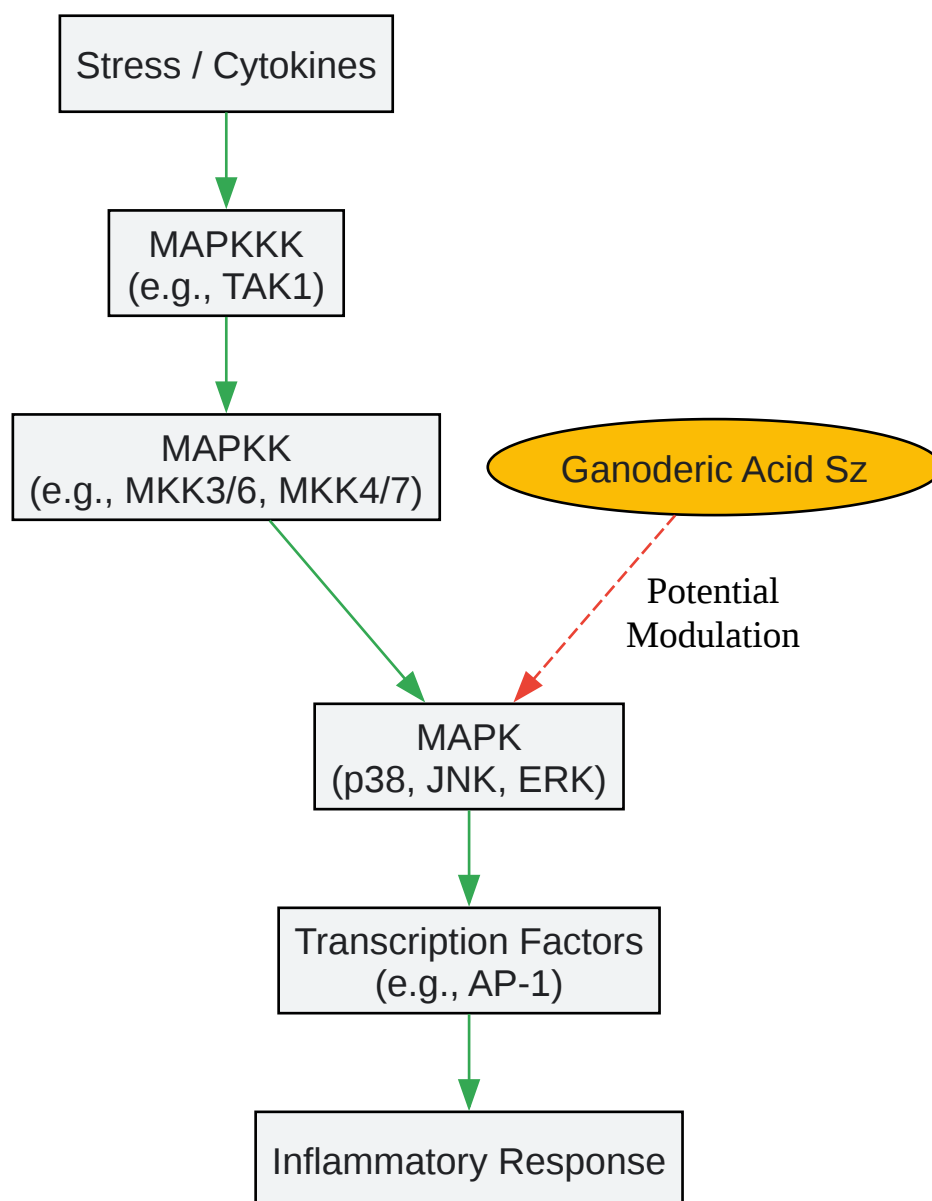 Stress / Cytokines
MAPKKK
(e.g., TAK1)
MAPKK
(e.g., MKK3/6, MKK4/7)
Ganoderic Acid Sz
Potential
Modulation
MAPK
(p38, JNK, ERK)
Transcription Factors
(e.g., AP-1)
Inflammatory Response